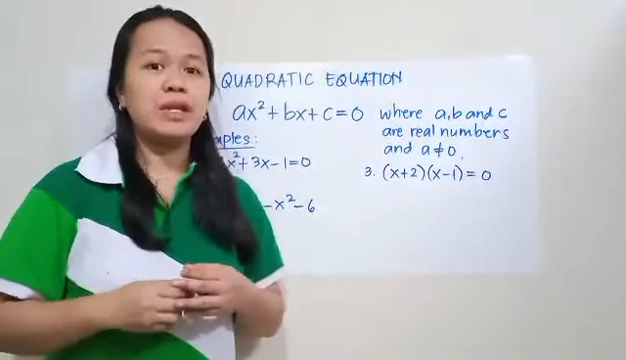 QUADRATIC EQUATION
ax²+bx+c=0 where a,b and c
are real numbers
and a≠0.
mples:
x²+3x-1=0
3. (x+2)(x-1)=0
-x²-6